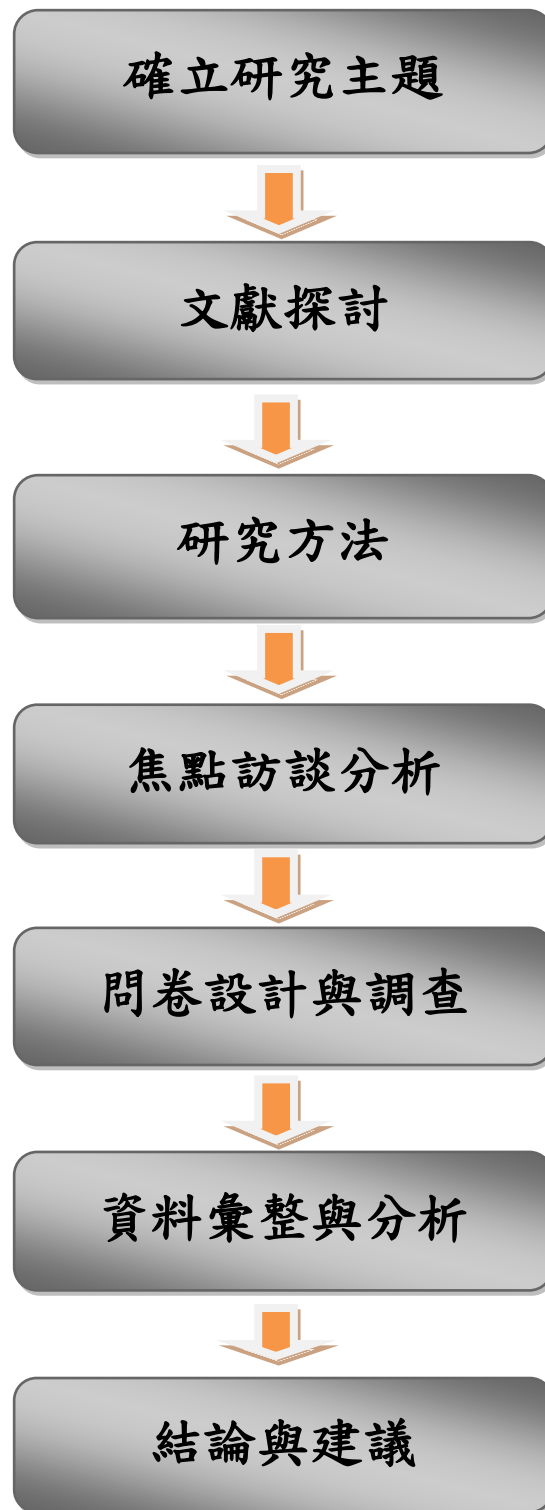 確立研究主題
文獻探討
研究方法
焦點訪談分析
問卷設計與調查
資料彙整與分析
結論與建議